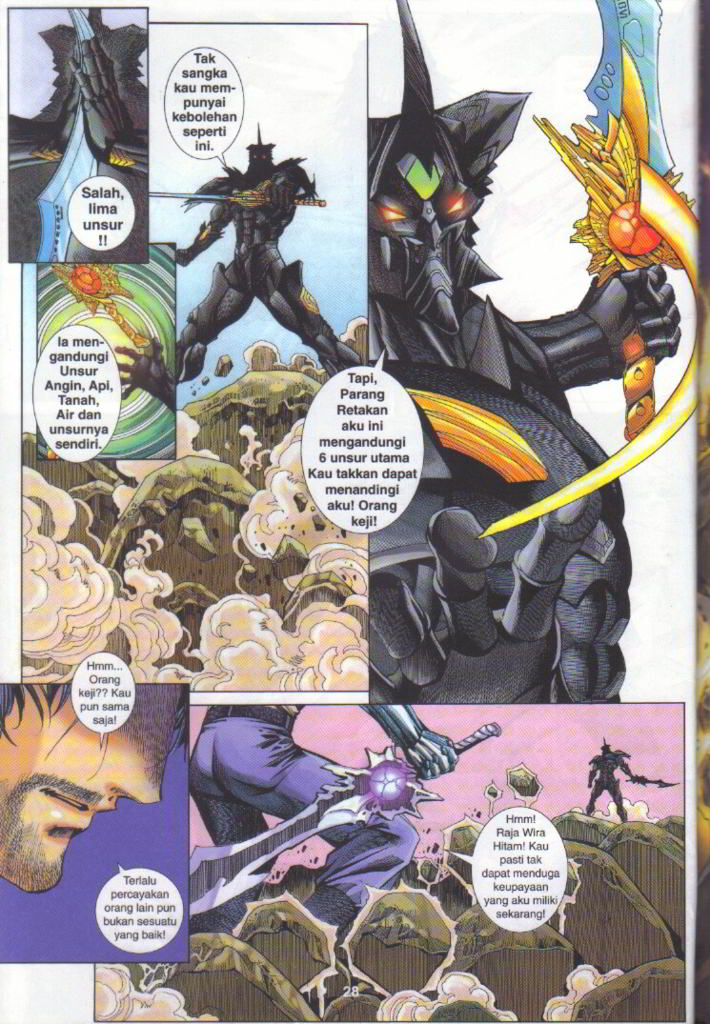 Tak
sangka
kau mem-
punyai
kebolehan
seperti
ini.
Salah,
lima
unsur
!!
Ia men-
gandungi
Unsur
Angin, Api,
Tanah,
Air dan
unsurnya
sendiri.
Tapi,
Parang
Retakan
aku ini
mengandungi
6 unsur utama
Kau takkan dapat
menandingi
aku! Orang
keji!
Hmm...
Orang
keji?? Kau
pun sama
saja!
Terlalu
percayakan
orang lain pun
bukan sesuatu
yang baik!
Hmm!
Raja Wira
Hitam! Kau
pasti tak
dapat menduga
keupayaan
yang aku miliki
sekarang!
28